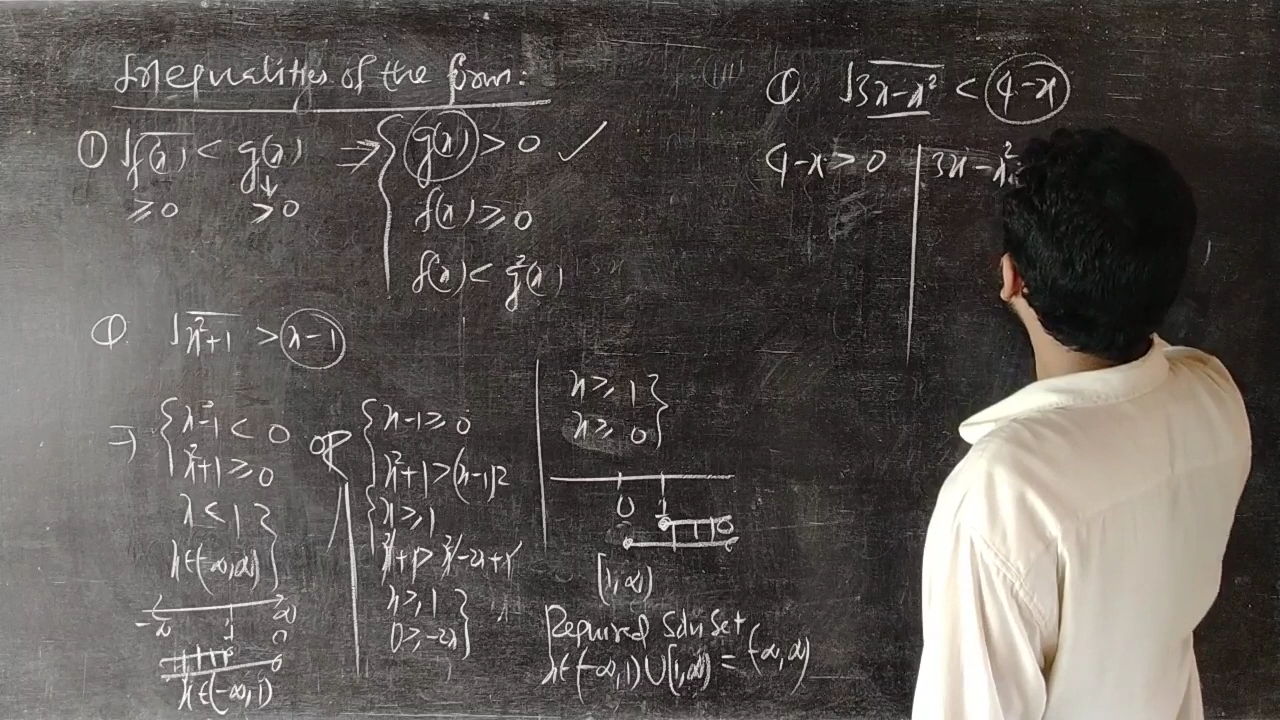 Inequalities of the form:
① √f(x) < g(x) ⇒ { g(x) > 0 ✓
≥0 >0
f(x) ≥ 0
f(x) < g²(x)
Q. √x²+1 > x-1
⇒ { x-1 < 0 or { x-1 ≥ 0
x²+1 ≥ 0
x²+1 > (x-1)2
x < 1
x ≥, 1
x∈(-∞,∞)
x²+1 > x²-2x+1
x ≥, 1
0 ≥ -2x
-∞ 1 ∞
x∈(-∞,1)
x ≥, 1
x ≥, 0
0 1
[1,∞)
Required Soln Set
x∈(-∞,1)∪[1,∞) = (-∞,∞)
Q. √3x-x² < 4-x
4-x > 0 | 3x-x²